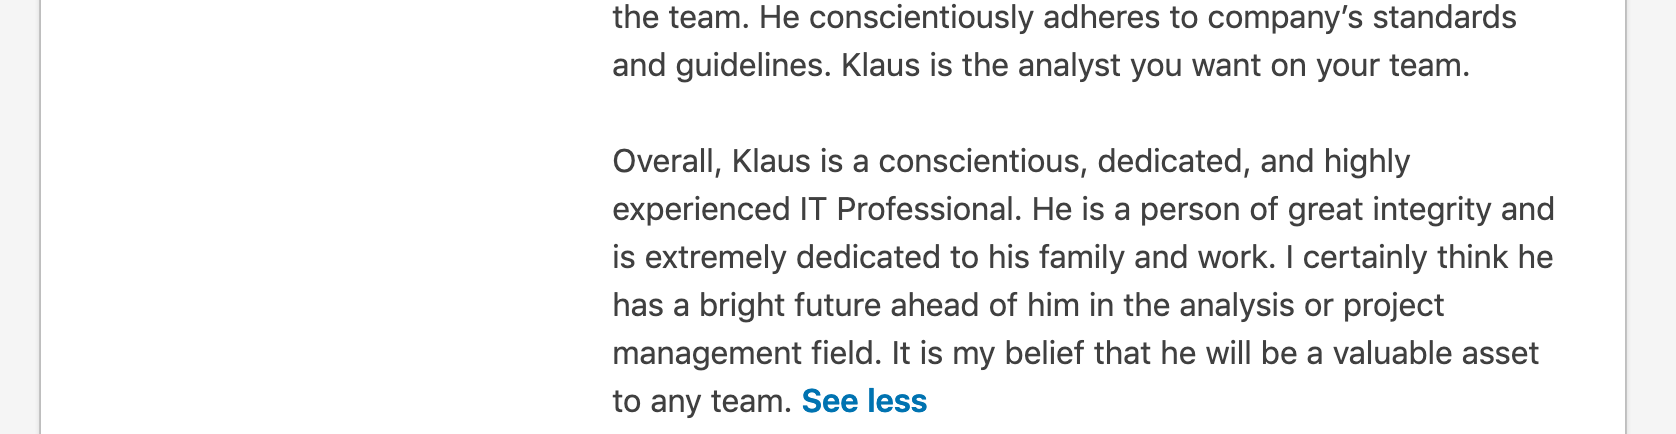 the team. He conscientiously adheres to company's standards
and guidelines. Klaus is the analyst you want on your team.
Overall, Klaus is a conscientious, dedicated, and highly
experienced IT Professional. He is a person of great integrity and
is extremely dedicated to his family and work. I certainly think he
has a bright future ahead of him in the analysis or project
management field. It is my belief that he will be a valuable asset
to any team. See less